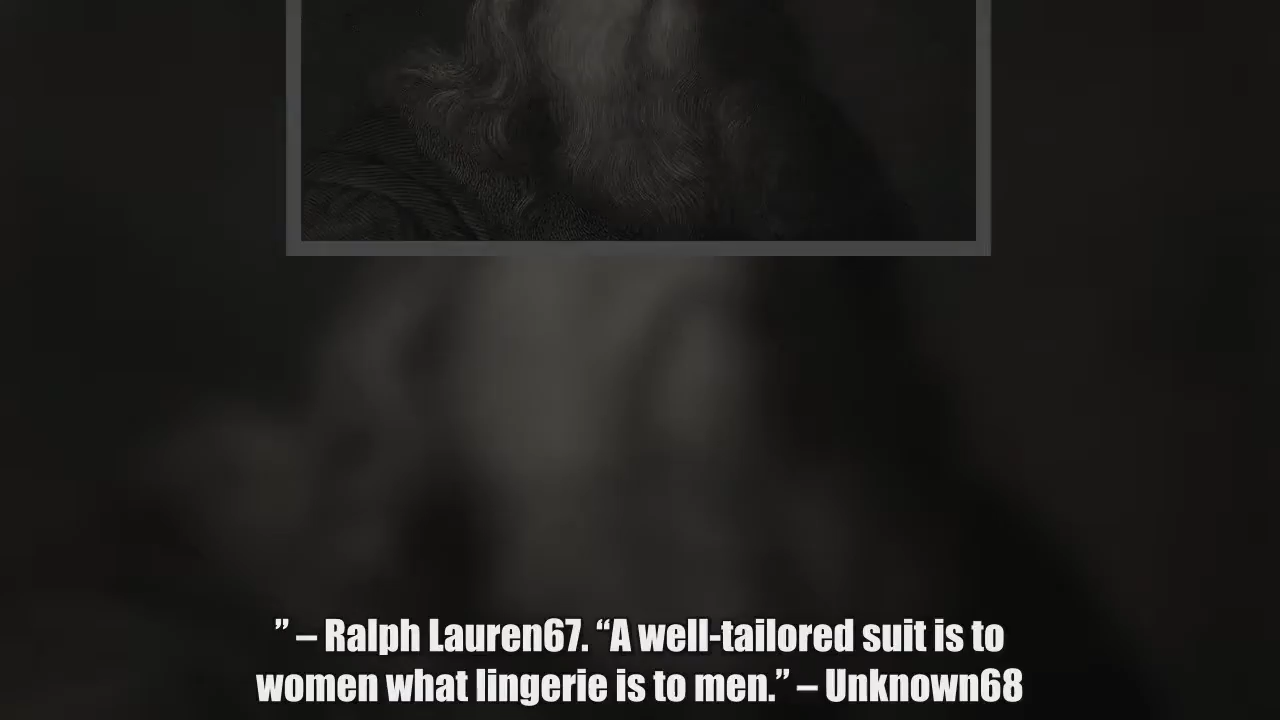 ” – Ralph Lauren67. “A well-tailored suit is to
women what lingerie is to men.” – Unknown68